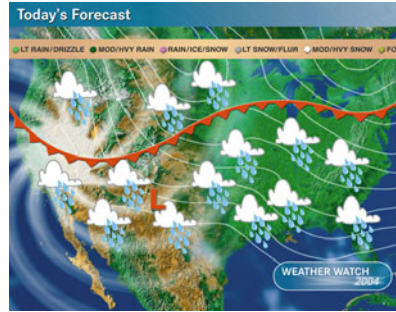 Today's Forecast
LT RAIN/DRIZZLE MOD/HVY RAIN RAIN/ICE/SNOW LT SNOW/FLUR MOD/HVY SNOW FO
L
WEATHER WATCH
2004